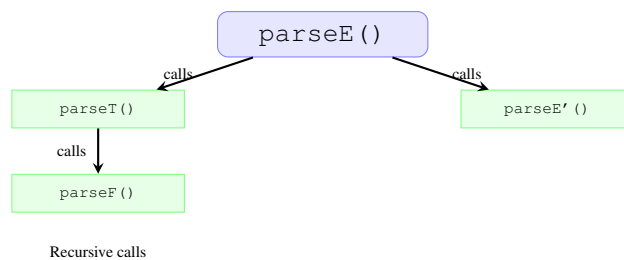 parseE()
calls
calls
parseT()
parseE'()
calls
parseF()
Recursive calls